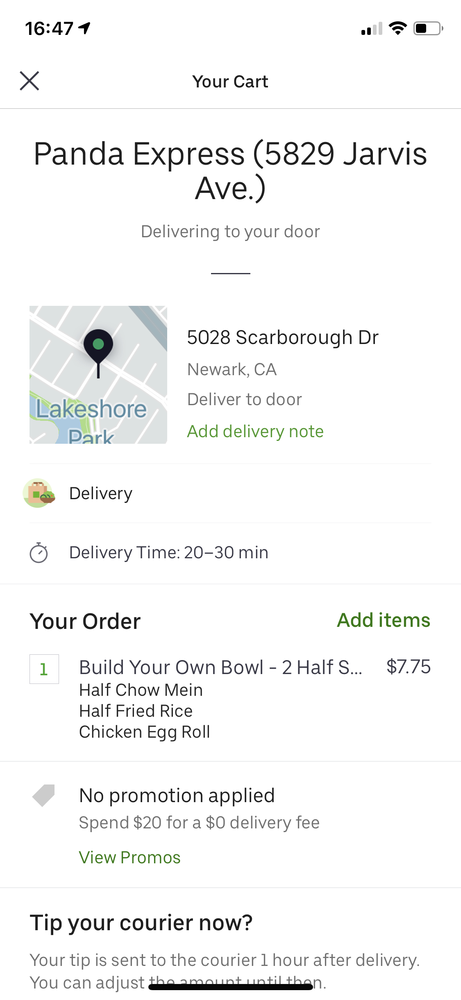 16:47
Your Cart
Panda Express (5829 Jarvis
Ave.)
Delivering to your door
Lakeshore
Park
5028 Scarborough Dr
Newark, CA
Deliver to door
Add delivery note
Delivery
Delivery Time: 20–30 min
Your Order
Add items
1
Build Your Own Bowl - 2 Half S...
$7.75
Half Chow Mein
Half Fried Rice
Chicken Egg Roll
No promotion applied
Spend $20 for a $0 delivery fee
View Promos
Tip your courier now?
Your tip is sent to the courier 1 hour after delivery.
You can adjust the amount until then.